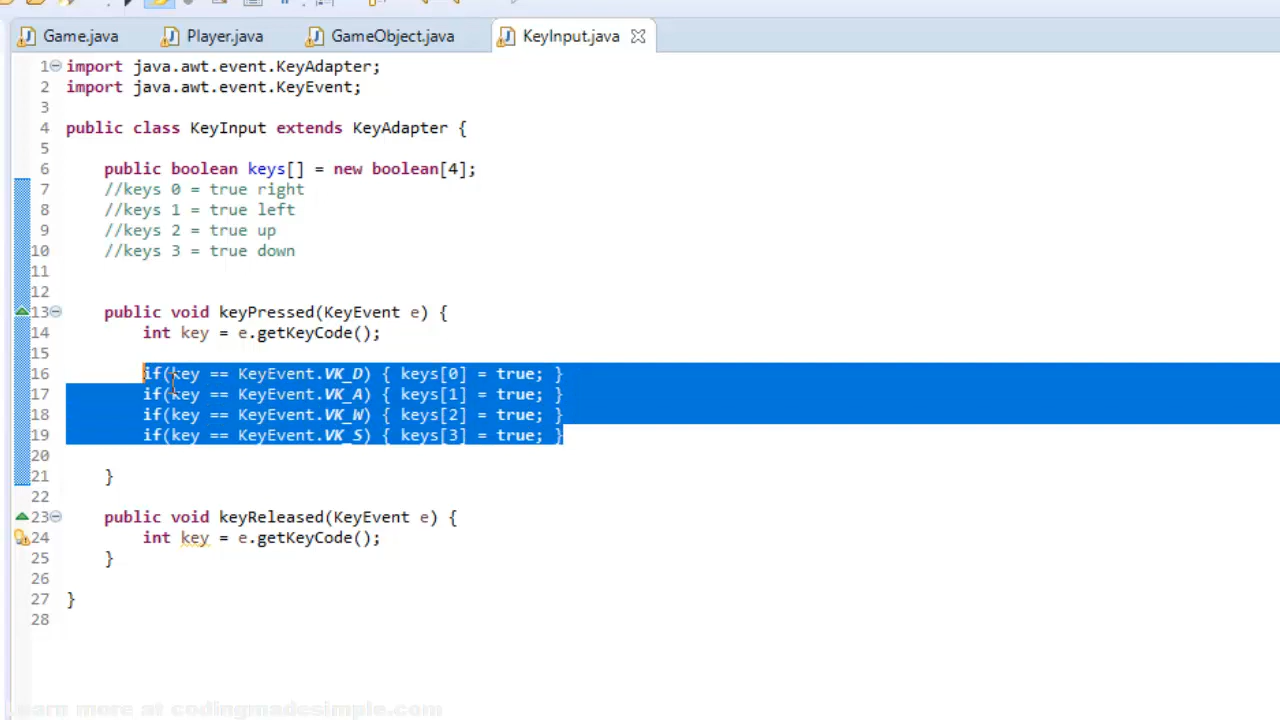 Game.java Player.java GameObject.java KeyInput.java
1 import java.awt.event.KeyAdapter;
2 import java.awt.event.KeyEvent;
3
4 public class KeyInput extends KeyAdapter {
5
6 public boolean keys[] = new boolean[4];
7 //keys 0 = true right
8 //keys 1 = true left
9 //keys 2 = true up
10 //keys 3 = true down
11
12
13 public void keyPressed(KeyEvent e) {
14 int key = e.getKeyCode();
15
16 if(key == KeyEvent.VK_D) { keys[0] = true; }
17 if(key == KeyEvent.VK_A) { keys[1] = true; }
18 if(key == KeyEvent.VK_W) { keys[2] = true; }
19 if(key == KeyEvent.VK_S) { keys[3] = true; }
20
21 }
22
23 public void keyReleased(KeyEvent e) {
24 int key = e.getKeyCode();
25 }
26
27 }
28
Learn more at codingmadesimple.com